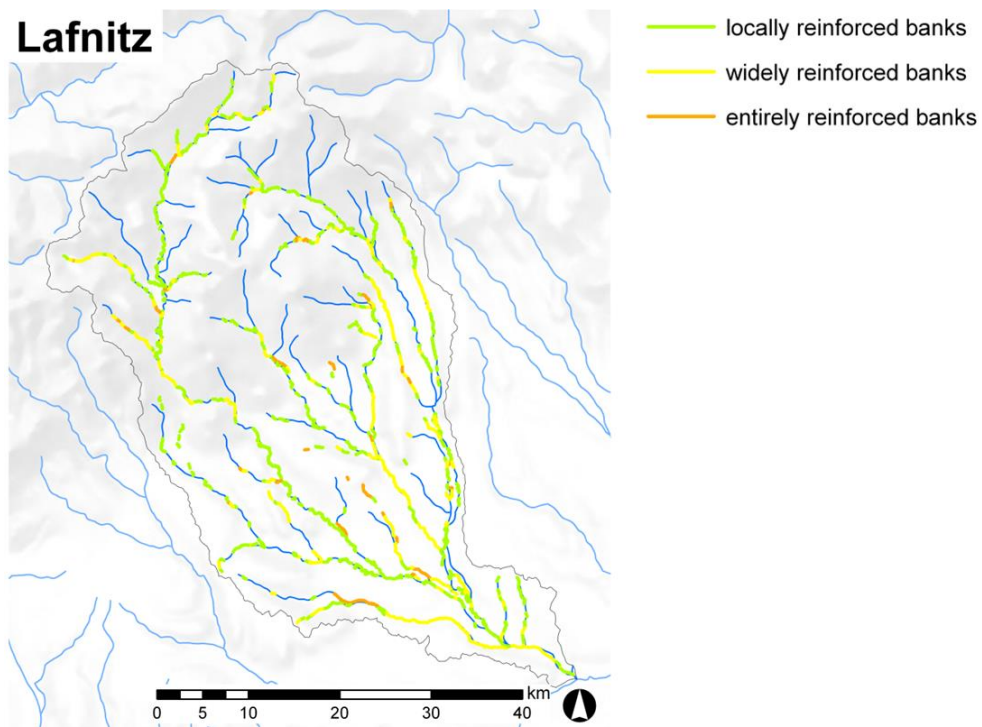 Lafnitz
locally reinforced banks
widely reinforced banks
entirely reinforced banks
km
0 5 10 20 30 40